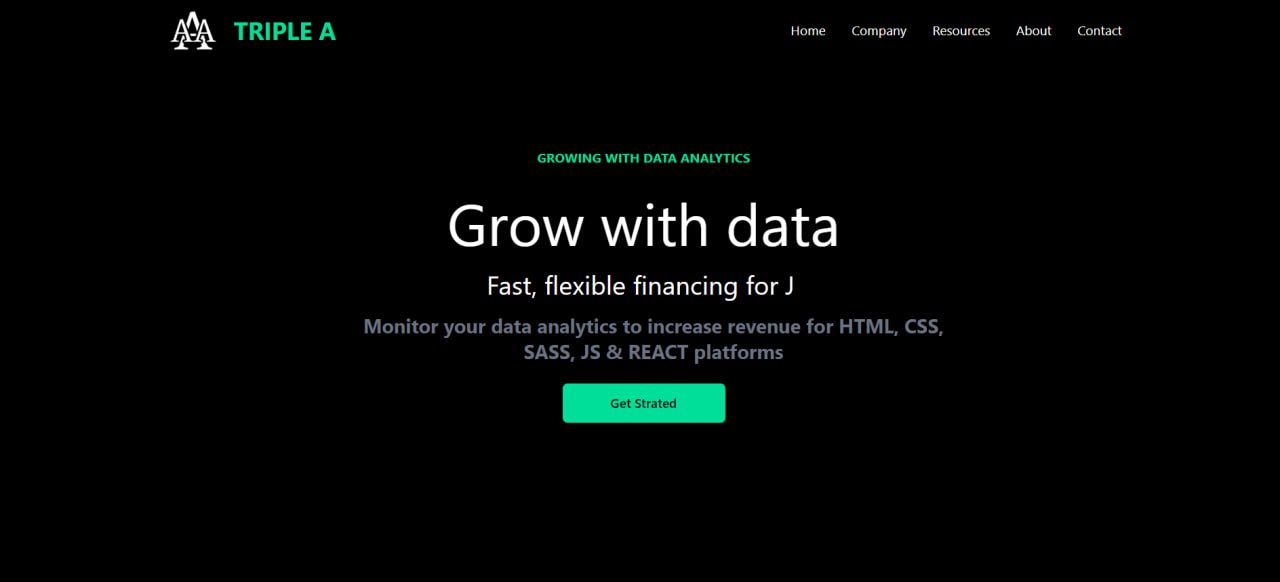 AAA TRIPLE A
Home Company Resources About Contact
GROWING WITH DATA ANALYTICS
Grow with data
Fast, flexible financing for J
Monitor your data analytics to increase revenue for HTML, CSS,
SASS, JS & REACT platforms
Get Strated